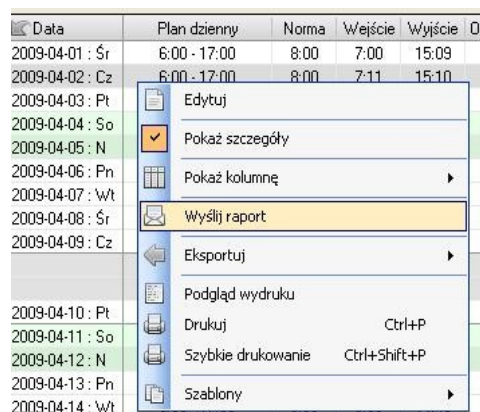 Data Plan dzienny Norma Wejście Wyjście
2009-04-01 : Śr 6:00 - 17:00 8:00 7:00 15:09
2009-04-02 : Cz 6:00 - 17:00 8:00 7:11 15:10
2009-04-03 : Pt
2009-04-04 : So
2009-04-05 : N
2009-04-06 : Pn
2009-04-07 : Wt
2009-04-08 : Śr
2009-04-09 : Cz
2009-04-10 : Pt
2009-04-11 : So
2009-04-12 : N
2009-04-13 : Pn
2009-04-14 : Wt
Edytuj
Pokaż szczegóły
Pokaż kolumnę
Wyślij raport
Eksportuj
Podgląd wydruku
Drukuj Ctrl+P
Szybkie drukowanie Ctrl+Shift+P
Szablony